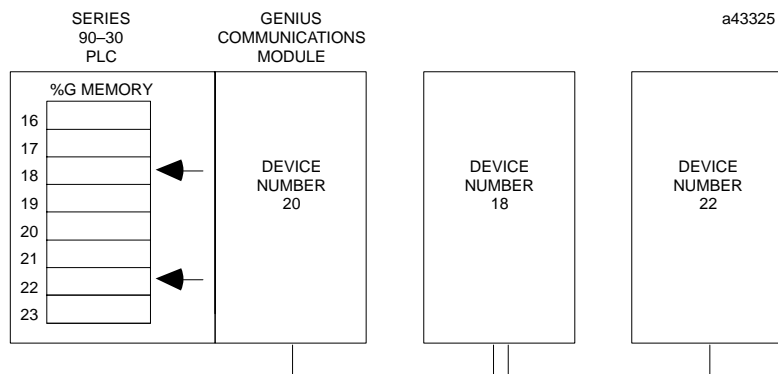 SERIES
90–30
PLC
GENIUS
COMMUNICATIONS
MODULE
a43325
%G MEMORY
16
17
18
19
20
21
22
23
DEVICE
NUMBER
20
DEVICE
NUMBER
18
DEVICE
NUMBER
22